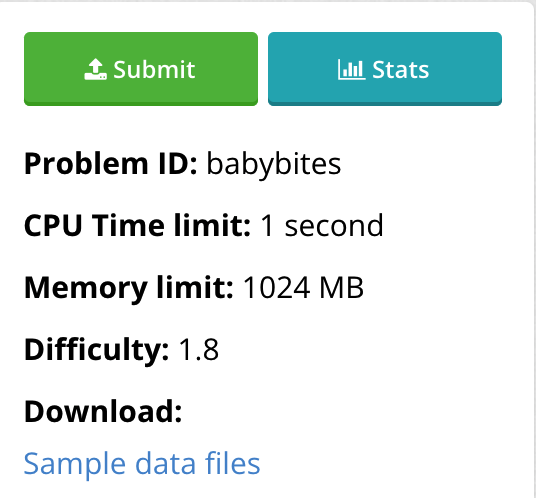 Submit
Stats
Problem ID: babybites
CPU Time limit: 1 second
Memory limit: 1024 MB
Difficulty: 1.8
Download:
Sample data files